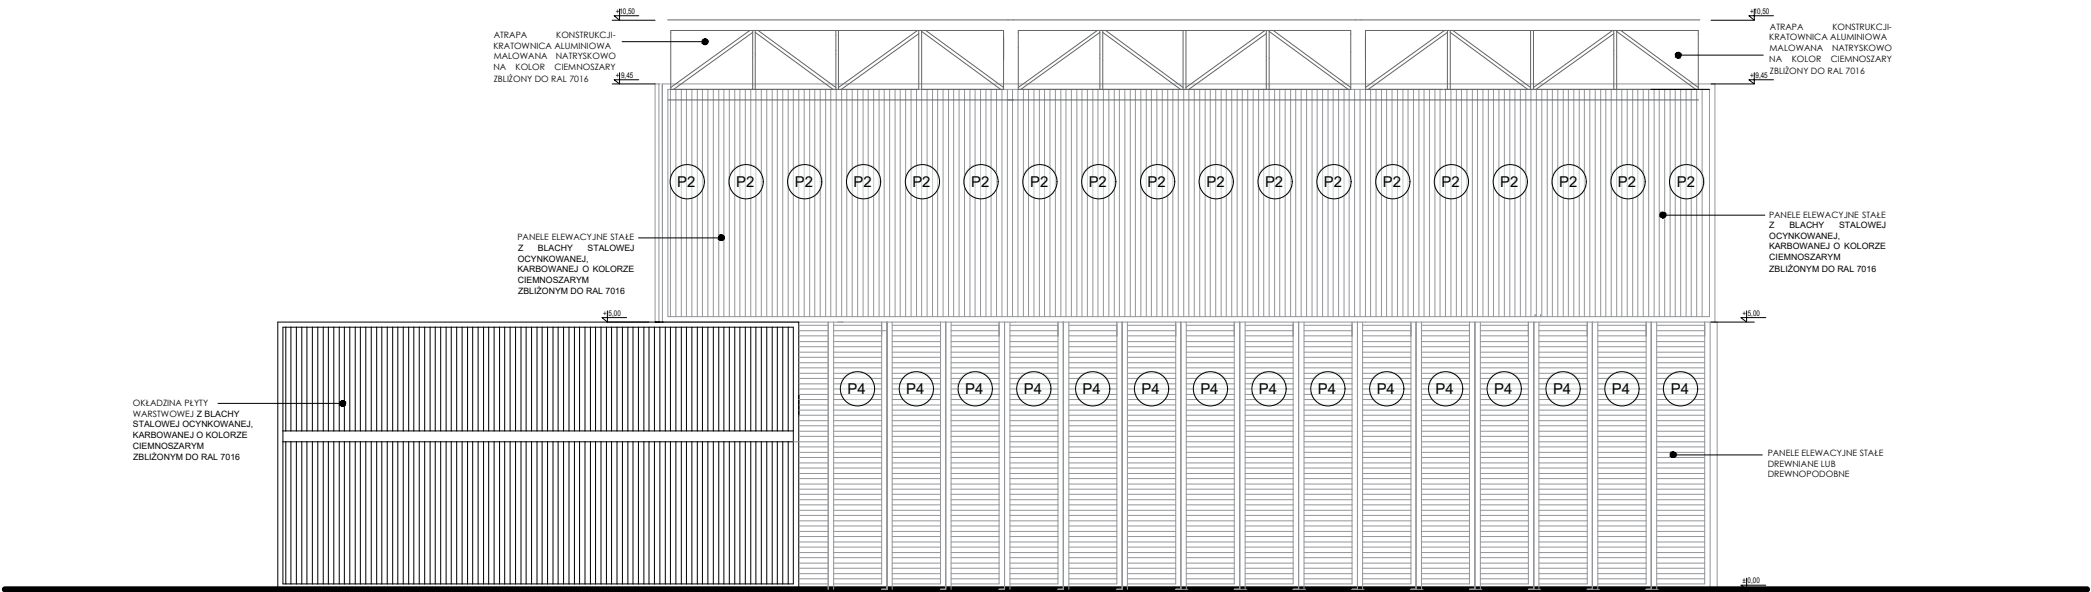 +10,50
+10,50
ATRAPA KONSTRUKCJI-
KRATOWNICA ALUMINIOWA
MALOWANA NATRYSKOWO
NA KOLOR CIEMNOSZARY
ZBLIŻONY DO RAL 7016
ATRAPA KONSTRUKCJI-
KRATOWNICA ALUMINIOWA
MALOWANA NATRYSKOWO
NA KOLOR CIEMNOSZARY
ZBLIŻONY DO RAL 7016
+9,45
+9,45
P2 P2 P2 P2 P2 P2 P2 P2 P2 P2 P2 P2 P2 P2 P2 P2 P2 P2
PANELE ELEWACYJNE STAŁE
Z BLACHY STALOWEJ
OCYNKOWANEJ,
KARBOWANEJ O KOLORZE
CIEMNOSZARYM
ZBLIŻONYM DO RAL 7016
PANELE ELEWACYJNE STAŁE
Z BLACHY STALOWEJ
OCYNKOWANEJ,
KARBOWANEJ O KOLORZE
CIEMNOSZARYM
ZBLIŻONYM DO RAL 7016
+5,00
+5,00
P4 P4 P4 P4 P4 P4 P4 P4 P4 P4 P4 P4 P4 P4 P4
OKŁADZINA PŁYTY
WARSTWOWEJ Z BLACHY
STALOWEJ OCYNKOWANEJ,
KARBOWANEJ O KOLORZE
CIEMNOSZARYM
ZBLIŻONYM DO RAL 7016
PANELE ELEWACYJNE STAŁE
DREWNIANE LUB
DREWNOPODOBNE
±0,00